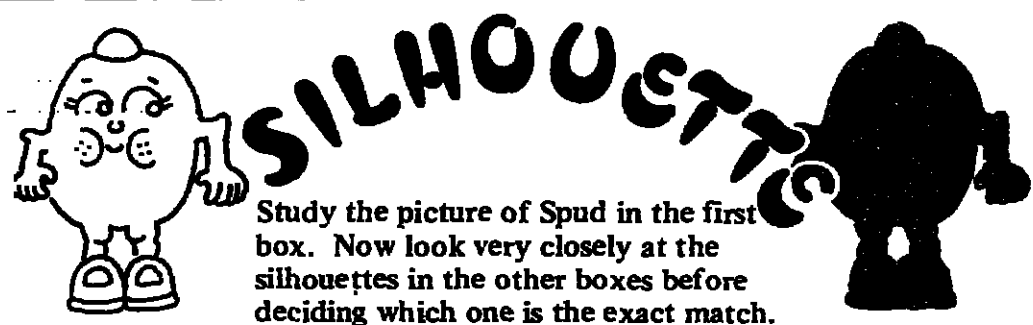 SILHOUETTE
Study the picture of Spud in the first
box. Now look very closely at the
silhouettes in the other boxes before
deciding which one is the exact match.